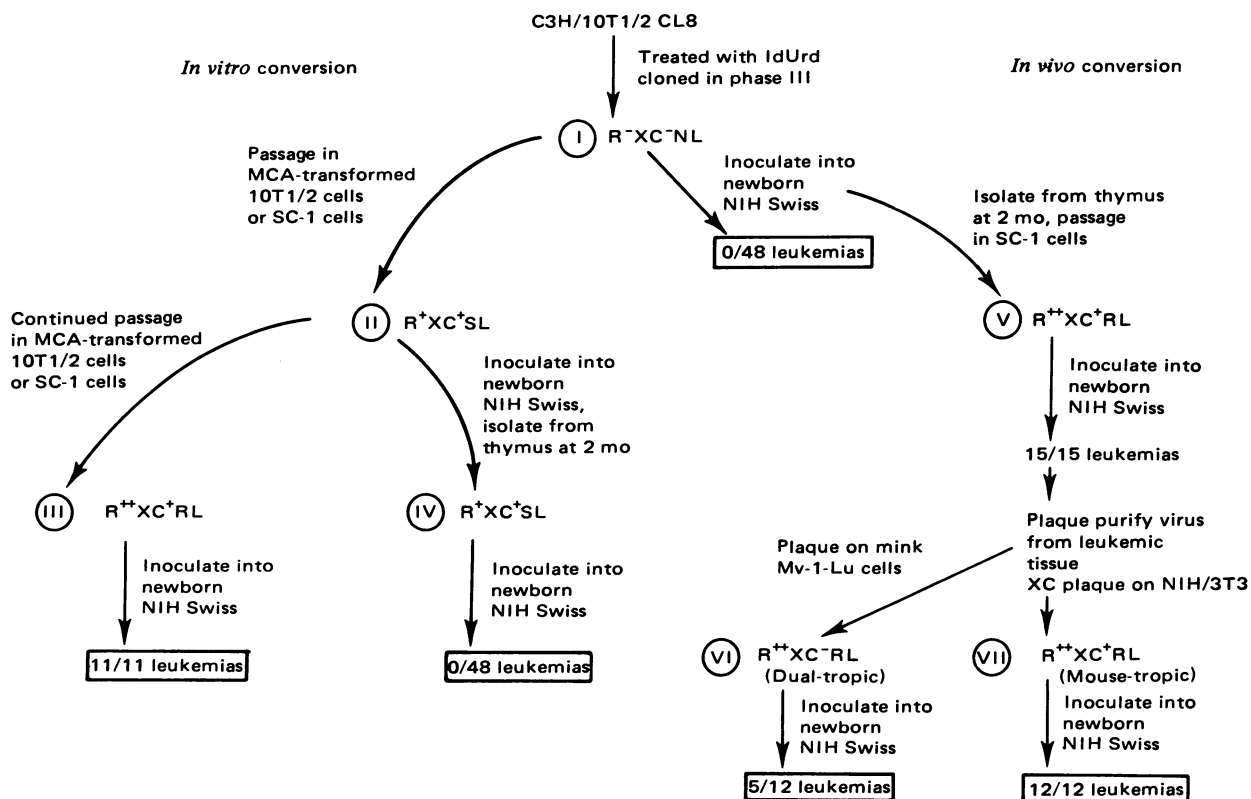 C3H/10T1/2 CL8
In vitro conversion
Treated with IdUrd
cloned in phase III
In vivo conversion
I
R⁻XC⁻NL
Passage in
MCA-transformed
10T1/2 cells
or SC-1 cells
Inoculate into
newborn
NIH Swiss
0/48 leukemias
Isolate from thymus
at 2 mo, passage
in SC-1 cells
II
R⁺XC⁺SL
V
R⁺⁺XC⁺RL
Continued passage
in MCA-transformed
10T1/2 cells
or SC-1 cells
Inoculate into
newborn
NIH Swiss,
isolate from
thymus at 2 mo
Inoculate into
newborn
NIH Swiss
15/15 leukemias
III
R⁺⁺XC⁺RL
IV
R⁺XC⁺SL
Plaque purify virus
from leukemic
tissue
XC plaque on NIH/3T3
Plaque on mink
Mv-1-Lu cells
Inoculate into
newborn
NIH Swiss
11/11 leukemias
Inoculate into
newborn
NIH Swiss
0/48 leukemias
VI
R⁺⁺XC⁻RL
(Dual-tropic)
VII
R⁺⁺XC⁺RL
(Mouse-tropic)
Inoculate into
newborn
NIH Swiss
5/12 leukemias
Inoculate into
newborn
NIH Swiss
12/12 leukemias